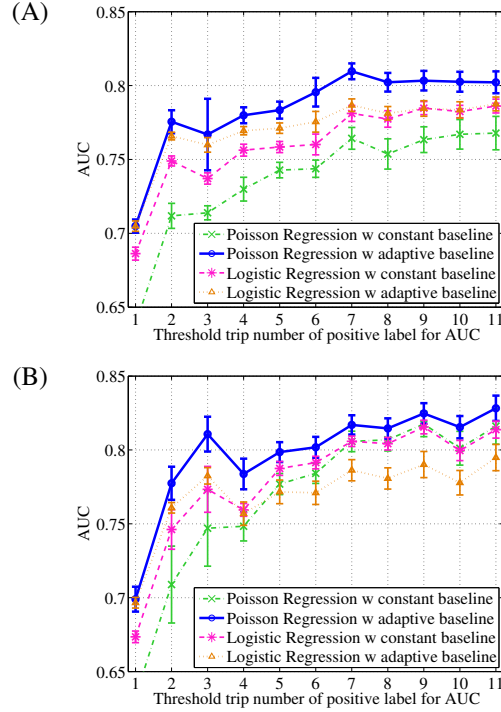 (A)
0.85
0.8
0.75
0.7
0.65
AUC
Poisson Regression w constant baseline
Poisson Regression w adaptive baseline
Logistic Regression w constant baseline
Logistic Regression w adaptive baseline
1 2 3 4 5 6 7 8 9 10 11
Threshold trip number of positive label for AUC
(B)
0.85
0.8
0.75
0.7
0.65
AUC
Poisson Regression w constant baseline
Poisson Regression w adaptive baseline
Logistic Regression w constant baseline
Logistic Regression w adaptive baseline
1 2 3 4 5 6 7 8 9 10 11
Threshold trip number of positive label for AUC